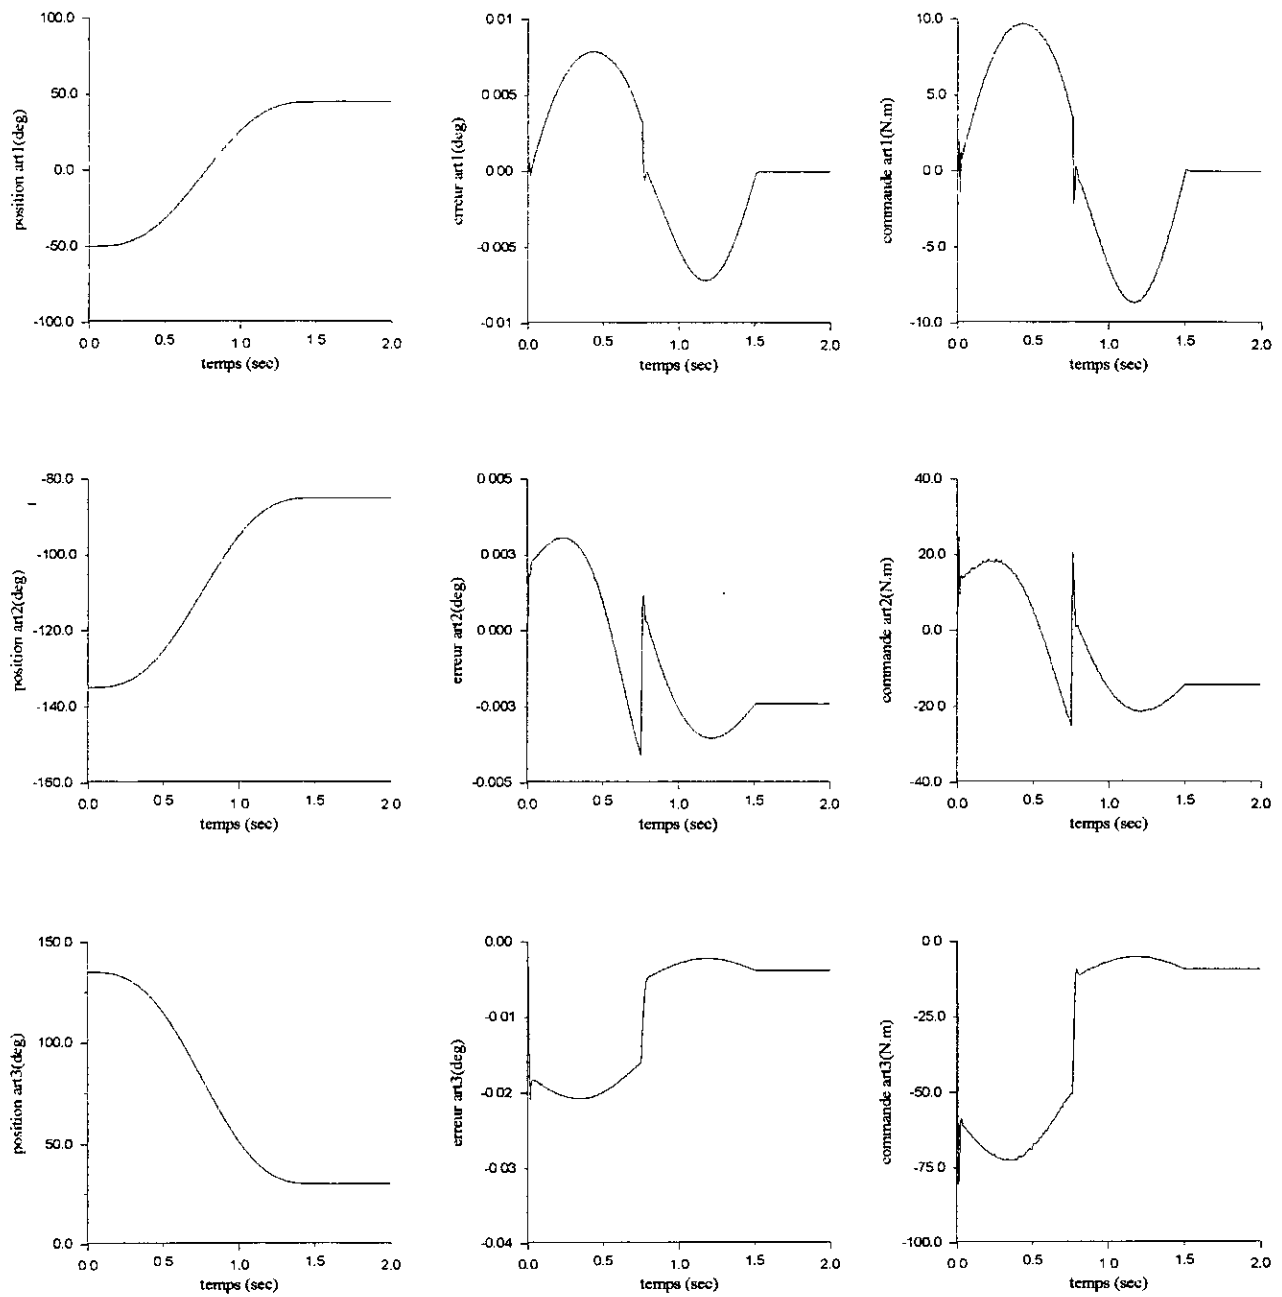 100.0
50.0
0.0
-50.0
-100.0
position art1(deg)
0.0 0.5 1.0 1.5 2.0
temps (sec)
0.01
0.005
0.00
-0.005
-0.01
erreur art1(deg)
0.0 0.5 1.0 1.5 2.0
temps (sec)
10.0
5.0
0.0
-5.0
-10.0
commande art1(N.m)
0.0 0.5 1.0 1.5 2.0
temps (sec)
-80.0
-100.0
-120.0
-140.0
-160.0
position art2(deg)
0.0 0.5 1.0 1.5 2.0
temps (sec)
0.005
0.003
0.000
-0.003
-0.005
erreur art2(deg)
0.0 0.5 1.0 1.5 2.0
temps (sec)
40.0
20.0
0.0
-20.0
-40.0
commande art2(N.m)
0.0 0.5 1.0 1.5 2.0
temps (sec)
150.0
100.0
50.0
0.0
position art3(deg)
0.0 0.5 1.0 1.5 2.0
temps (sec)
0.00
-0.01
-0.02
-0.03
-0.04
erreur art3(deg)
0.0 0.5 1.0 1.5 2.0
temps (sec)
0.0
-25.0
-50.0
-75.0
-100.0
commande art3(N.m)
0.0 0.5 1.0 1.5 2.0
temps (sec)